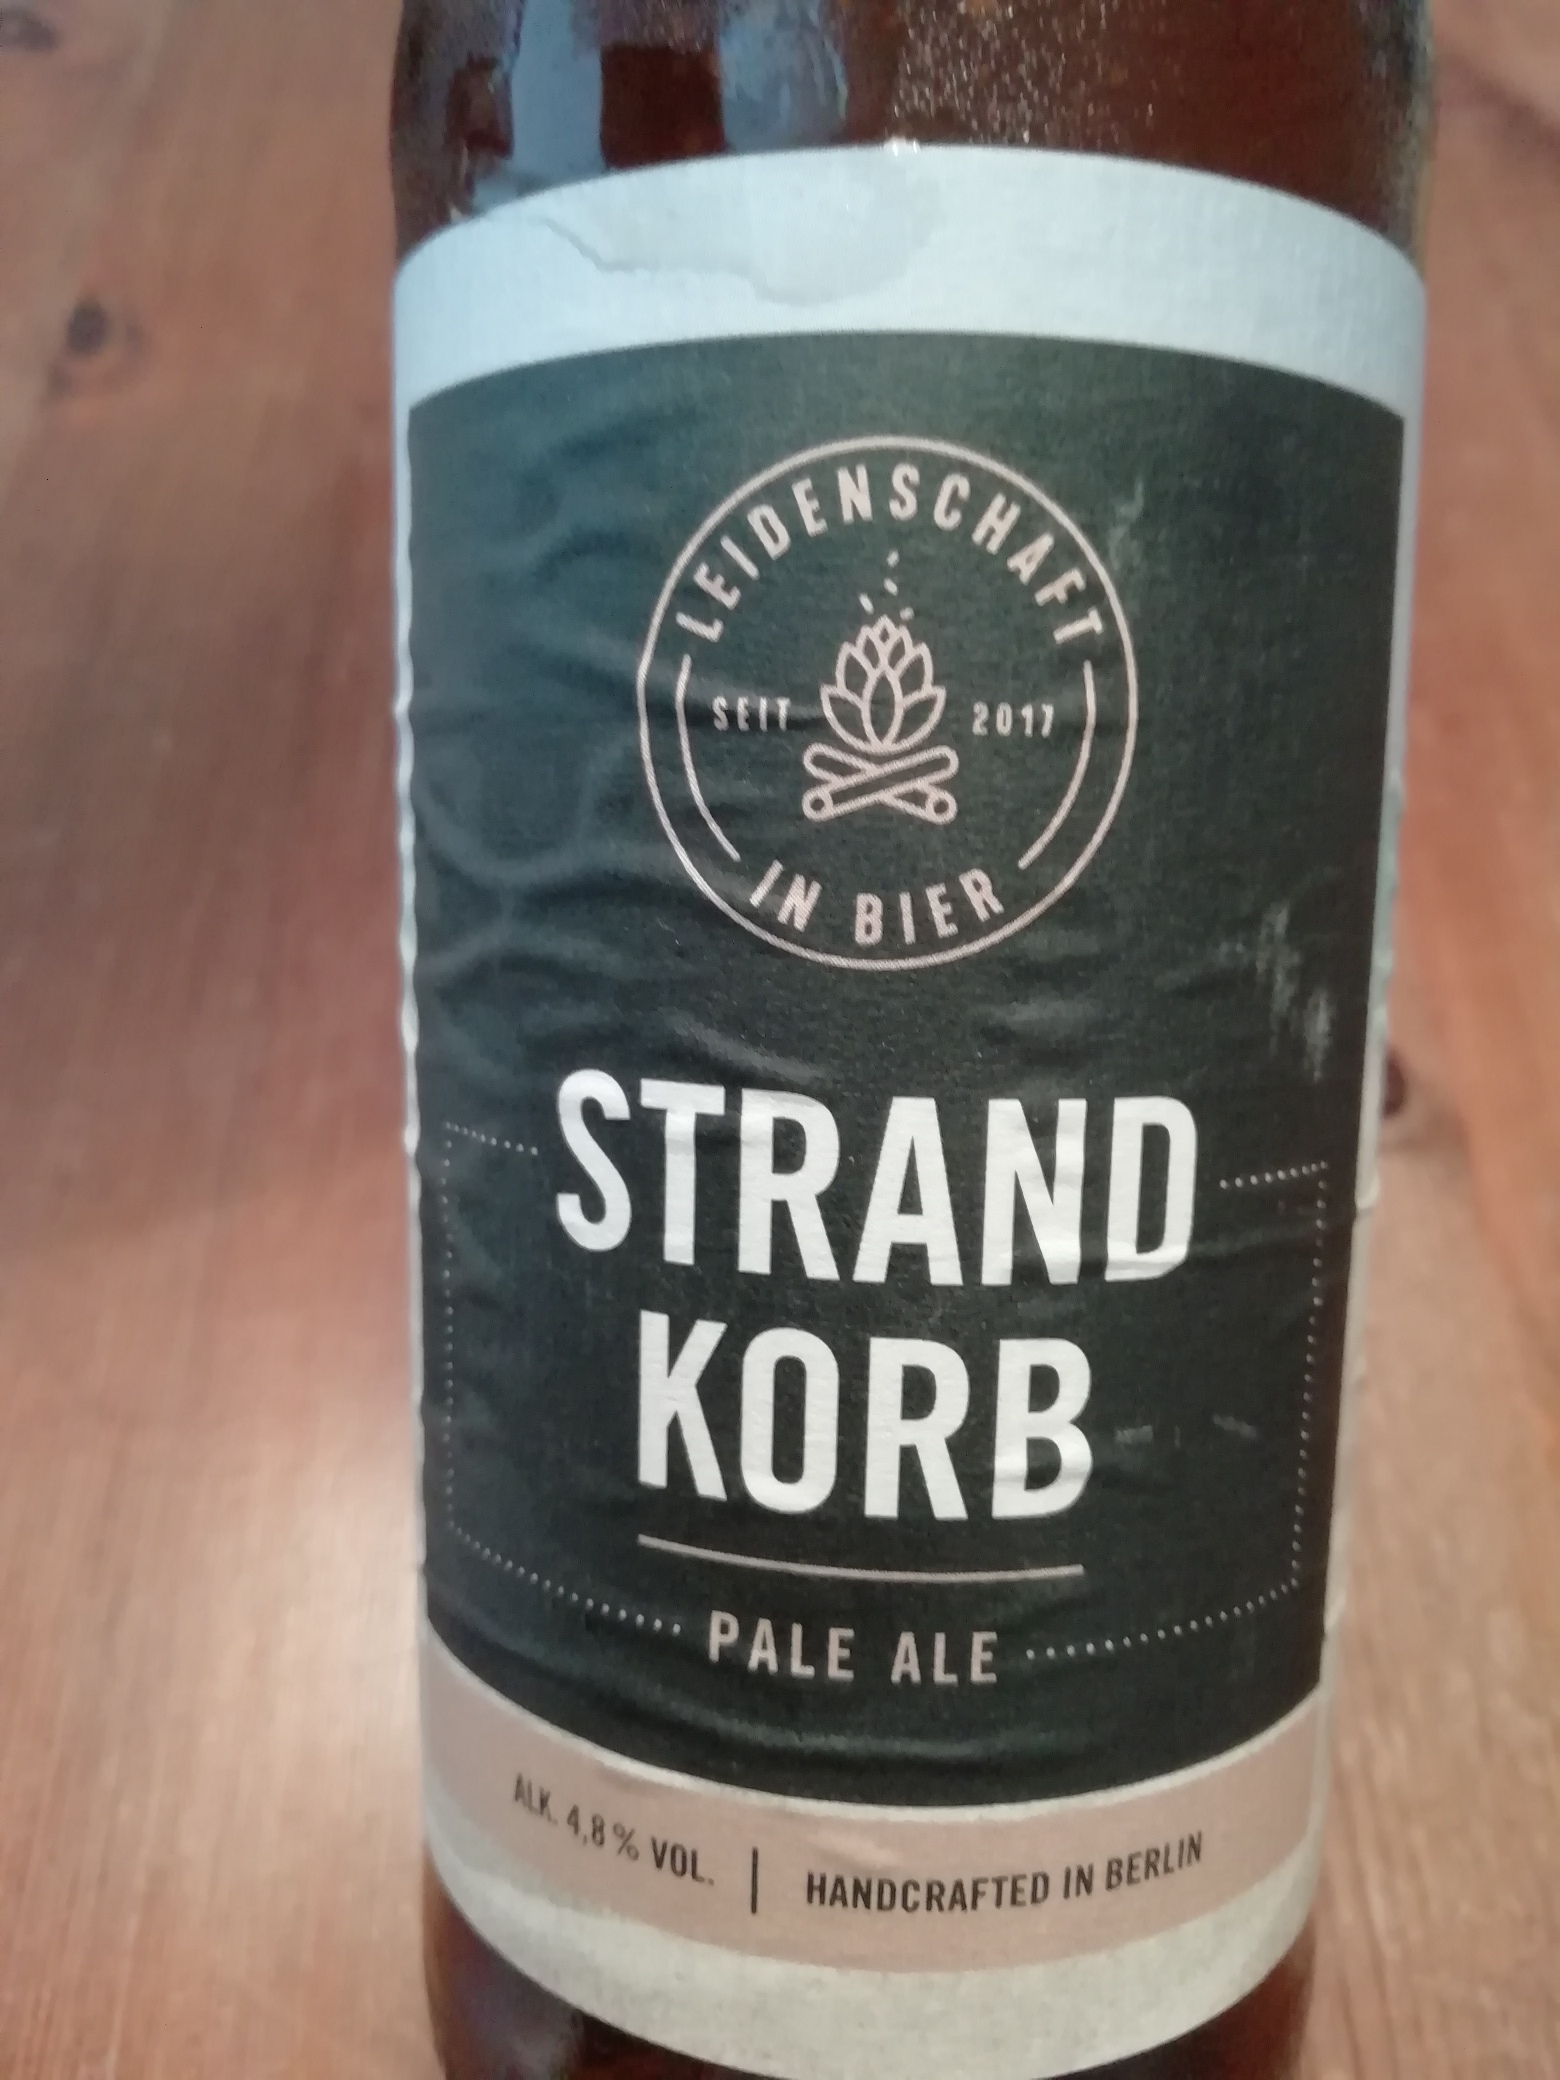 LEIDENSCHAFT
SEIT 2017
IN BIER
STRAND
KORB
PALE ALE
ALK. 4,8 % VOL. | HANDCRAFTED IN BERLIN